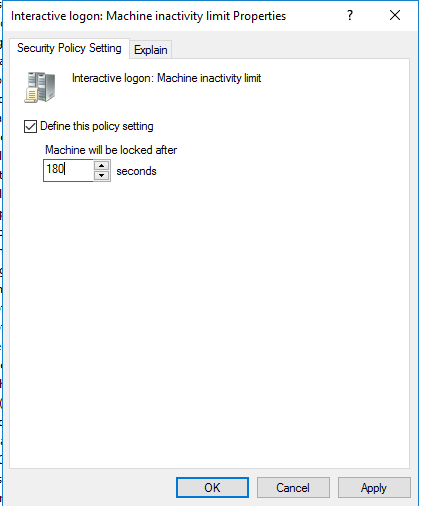 Interactive logon: Machine inactivity limit Properties
Security Policy Setting
Explain
Interactive logon: Machine inactivity limit
Define this policy setting
Machine will be locked after
180 seconds
OK
Cancel
Apply